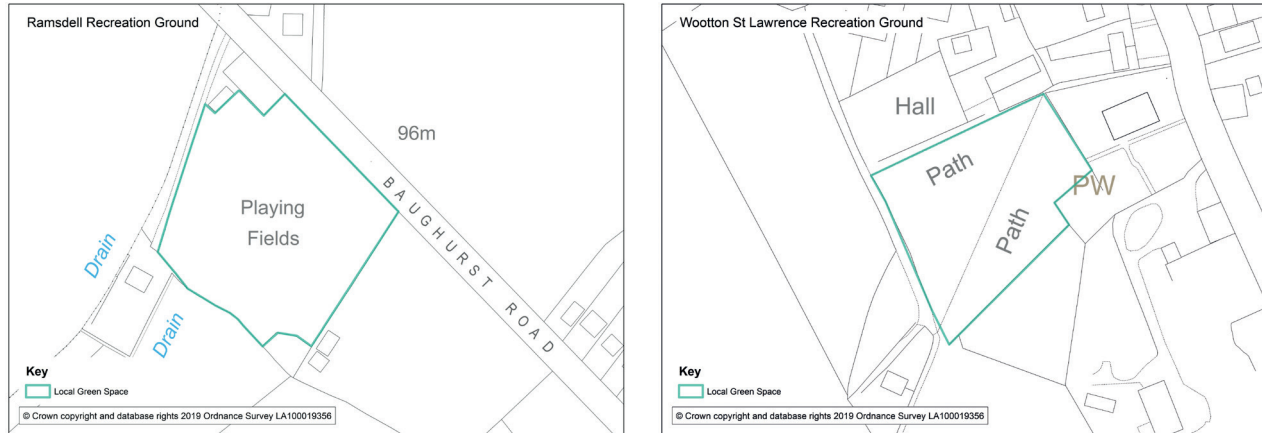 Ramsdell Recreation Ground
96m
BAUGHURST ROAD
Playing
Fields
Drain
Drain
Key
Local Green Space
© Crown copyright and database rights 2019 Ordnance Survey LA100019356
Wootton St Lawrence Recreation Ground
Hall
Path
PW
Path
Key
Local Green Space
© Crown copyright and database rights 2019 Ordnance Survey LA100019356